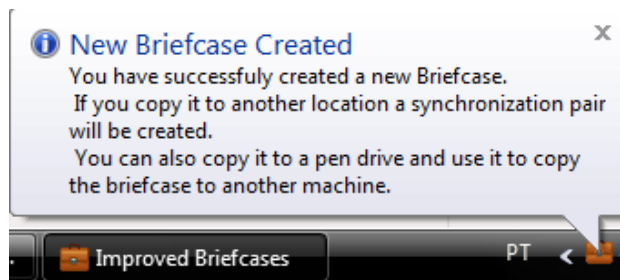 New Briefcase Created
You have successfuly created a new Briefcase.
If you copy it to another location a synchronization pair
will be created.
You can also copy it to a pen drive and use it to copy
the briefcase to another machine.
Improved Briefcases
PT